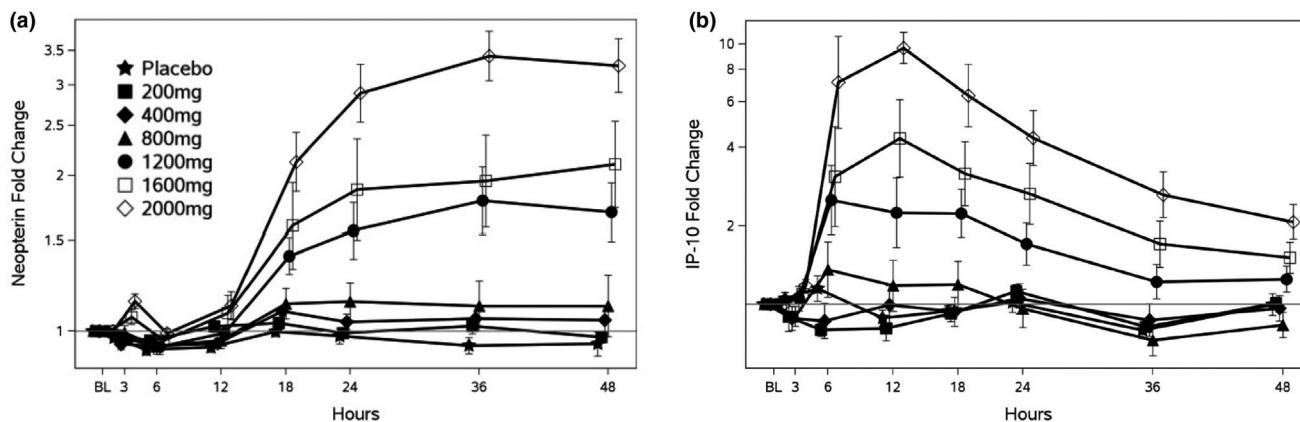 (a)
Neopterin Fold Change
3.5
3
2.5
2
1.5
1
Placebo
200mg
400mg
800mg
1200mg
1600mg
2000mg
BL 3 6 12 18 24 36 48
Hours
(b)
IP-10 Fold Change
10
8
6
4
2
BL 3 6 12 18 24 36 48
Hours